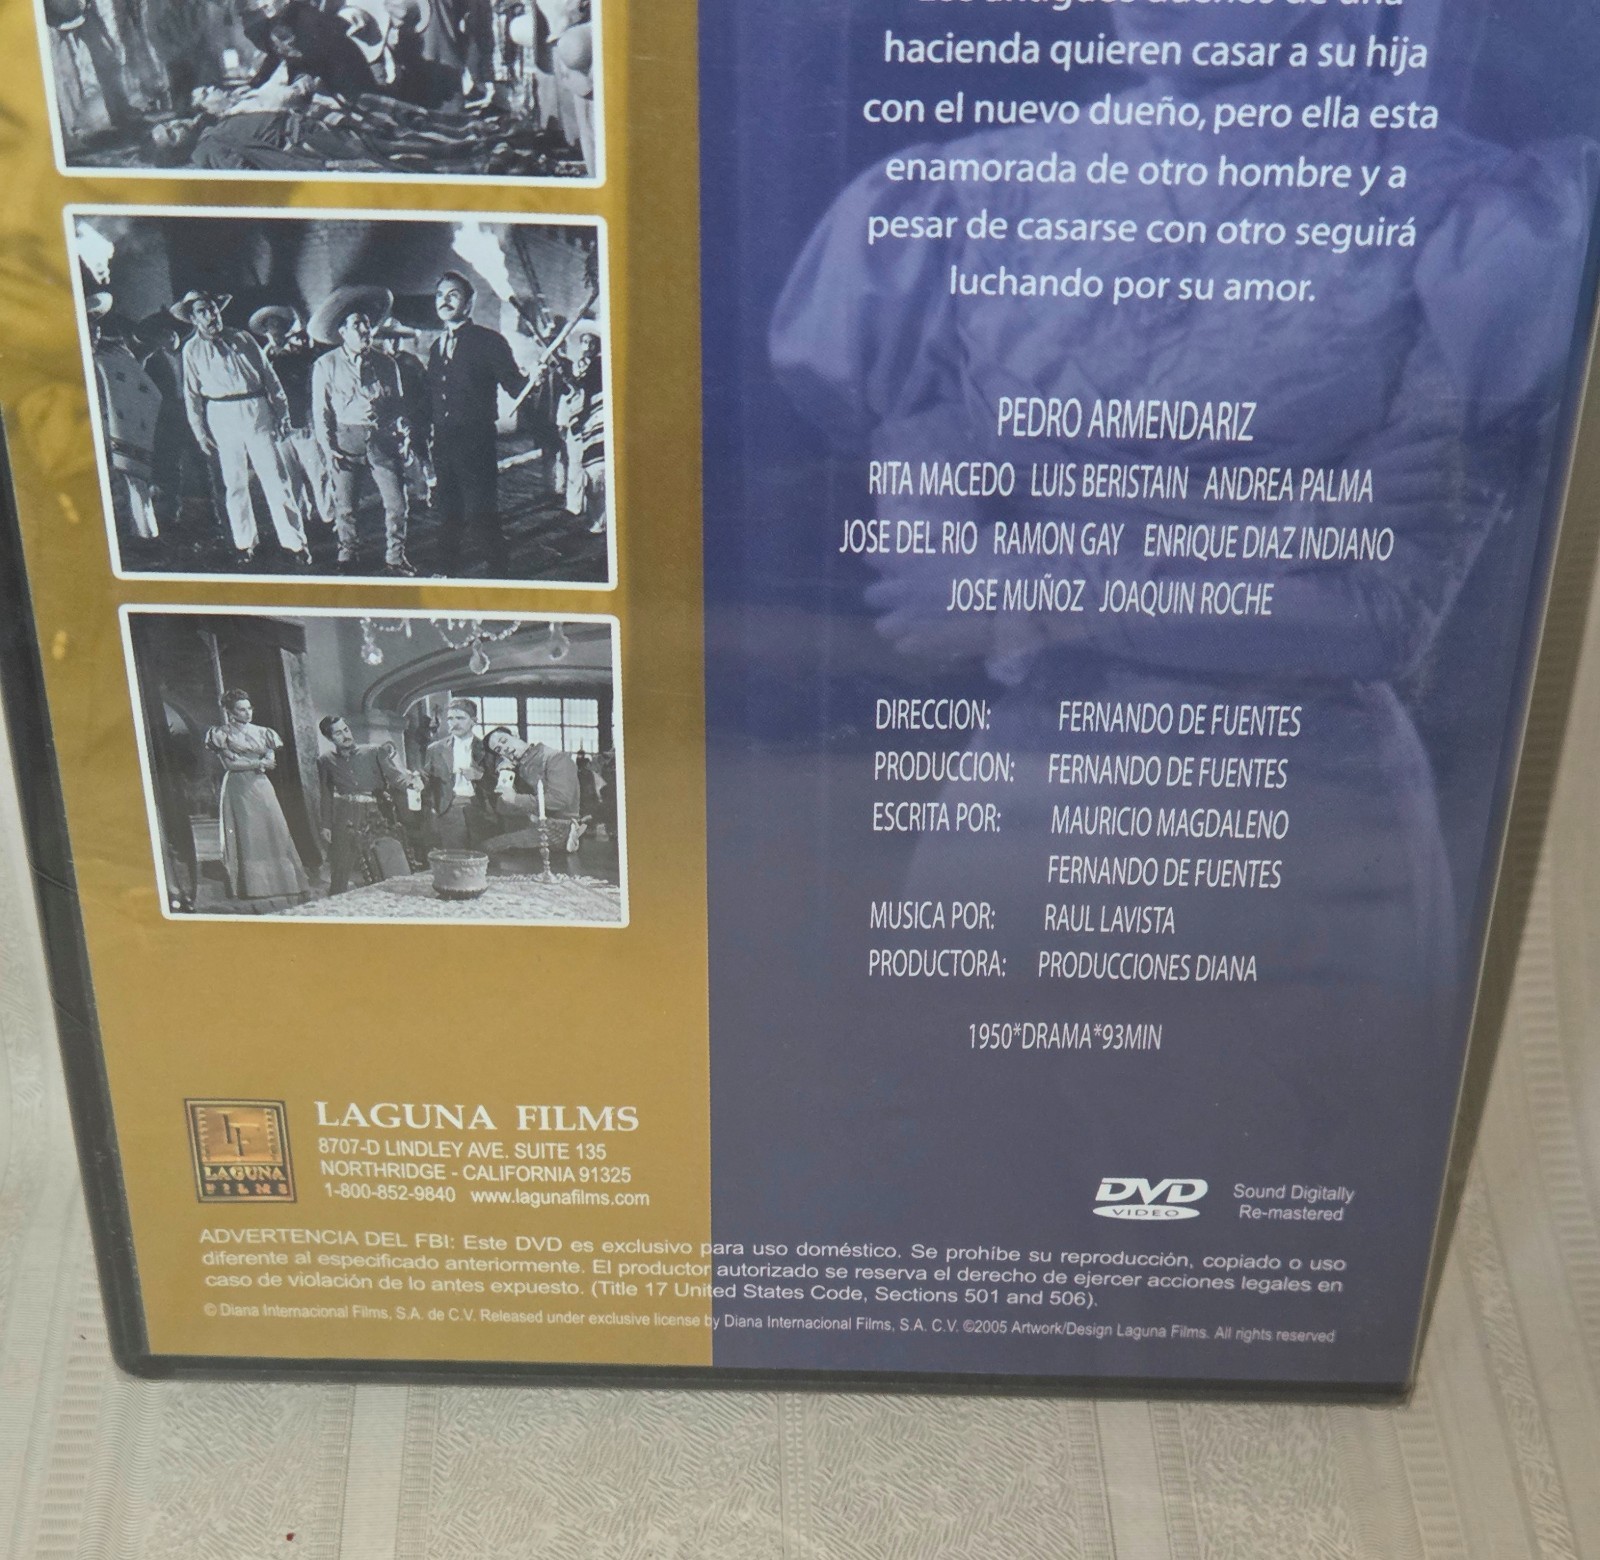 Los antiguos dueños de una
hacienda quieren casar a su hija
con el nuevo dueño, pero ella esta
enamorada de otro hombre y a
pesar de casarse con otro seguirá
luchando por su amor.
PEDRO ARMENDARIZ
RITA MACEDO LUIS BERISTAIN ANDREA PALMA
JOSE DEL RIO RAMON GAY ENRIQUE DIAZ INDIANO
JOSE MUÑOZ JOAQUIN ROCHE
DIRECCION: FERNANDO DE FUENTES
PRODUCCION: FERNANDO DE FUENTES
ESCRITA POR: MAURICIO MAGDALENO
FERNANDO DE FUENTES
MUSICA POR: RAUL LAVISTA
PRODUCTORA: PRODUCCIONES DIANA
1950*DRAMA*93MIN
LF
LAGUNA
FILMS
LAGUNA FILMS
8707-D LINDLEY AVE. SUITE 135
NORTHRIDGE - CALIFORNIA 91325
1-800-852-9840 www.lagunafilms.com
DVD
VIDEO
Sound Digitally
Re-mastered
ADVERTENCIA DEL FBI: Este DVD es exclusivo para uso doméstico. Se prohíbe su reproducción, copiado o uso
diferente al especificado anteriormente. El productor autorizado se reserva el derecho de ejercer acciones legales en
caso de violación de lo antes expuesto. (Title 17 United States Code, Sections 501 and 506).
© Diana Internacional Films, S.A. de C.V. Released under exclusive license by Diana Internacional Films, S.A. C.V. ©2005 Artwork/Design Laguna Films. All rights reserved